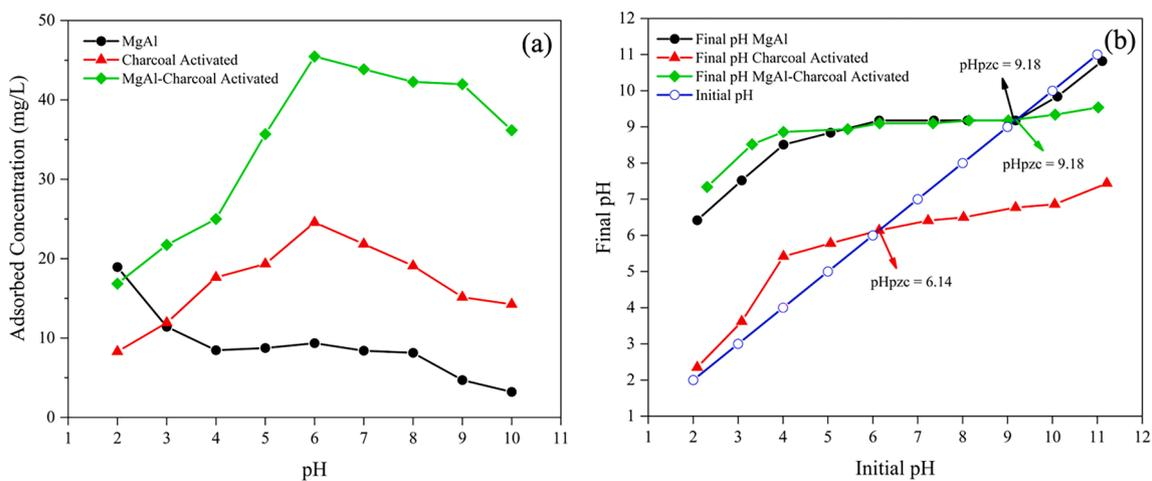 (a)
MgAl
Charcoal Activated
MgAl-Charcoal Activated
Adsorbed Concentration (mg/L)
50
40
30
20
10
0
1 2 3 4 5 6 7 8 9 10 11
pH
(b)
Final pH MgAl
Final pH Charcoal Activated
Final pH MgAl-Charcoal Activated
Initial pH
pHpzc = 9.18
pHpzc = 9.18
pHpzc = 6.14
Final pH
12
11
10
9
8
7
6
5
4
3
2
1
1 2 3 4 5 6 7 8 9 10 11 12
Initial pH